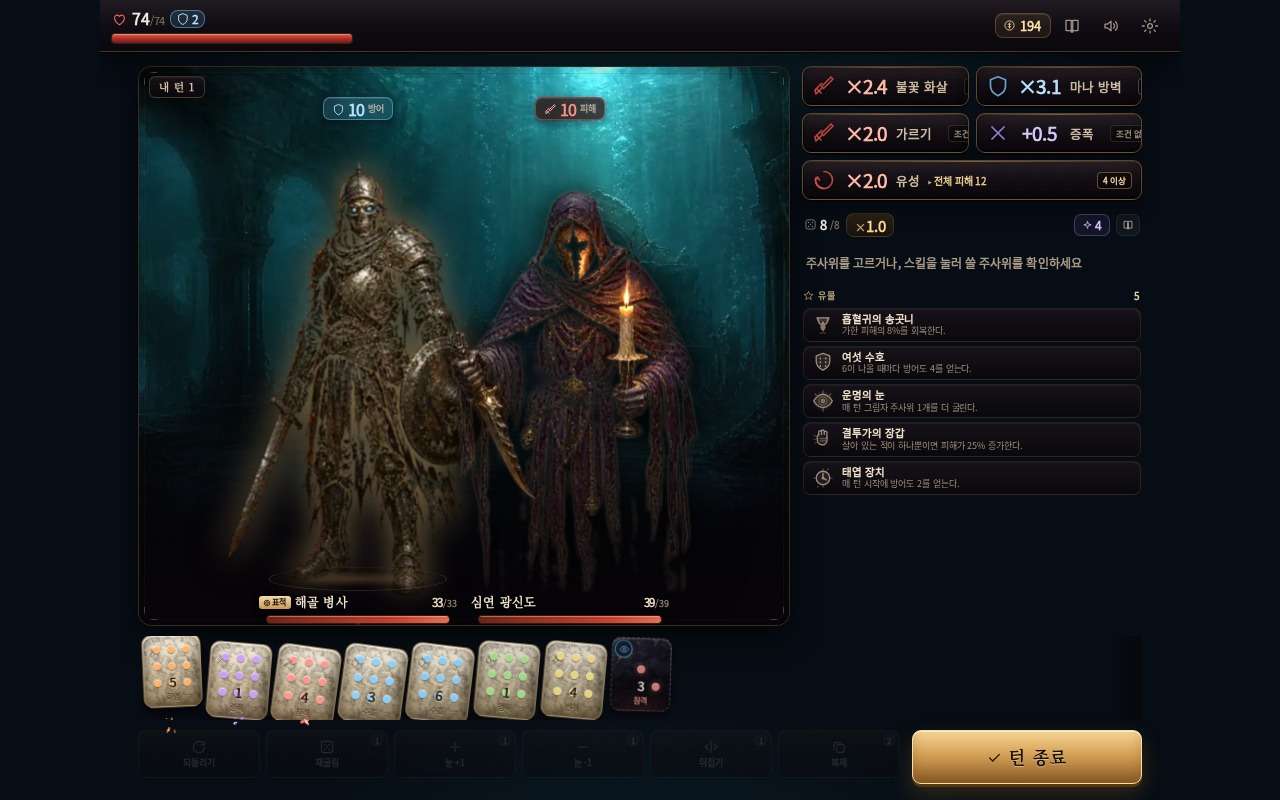 74/74 2
194
내 턴 1
10 방어
10 피해
×2.4 불꽃 화살
×3.1 마나 방벽
×2.0 가르기
+0.5 증폭 조건 없
×2.0 유성 ▸전체 피해 12 4 이상
8/8 ×1.0 4
주사위를 고르거나, 스킬을 눌러 쓸 주사위를 확인하세요
유물 5
흡혈귀의 송곳니
가한 피해의 8%를 회복한다.
여섯 수호
6이 나올 때마다 방어도 4를 얻는다.
운명의 눈
매 턴 그림자 주사위 1개를 더 굴린다.
결투가의 장갑
살아 있는 적이 하나뿐이면 피해가 25% 증가한다.
태엽 장치
매 턴 시작에 방어도 2를 얻는다.
표적 해골 병사 33/33
심연 광신도 39/39
5 1 4 3 6 1 4 3
참격
되돌리기
재굴림 1
눈 +1 1
눈 -1 1
뒤집기 1
복제 2
턴 종료